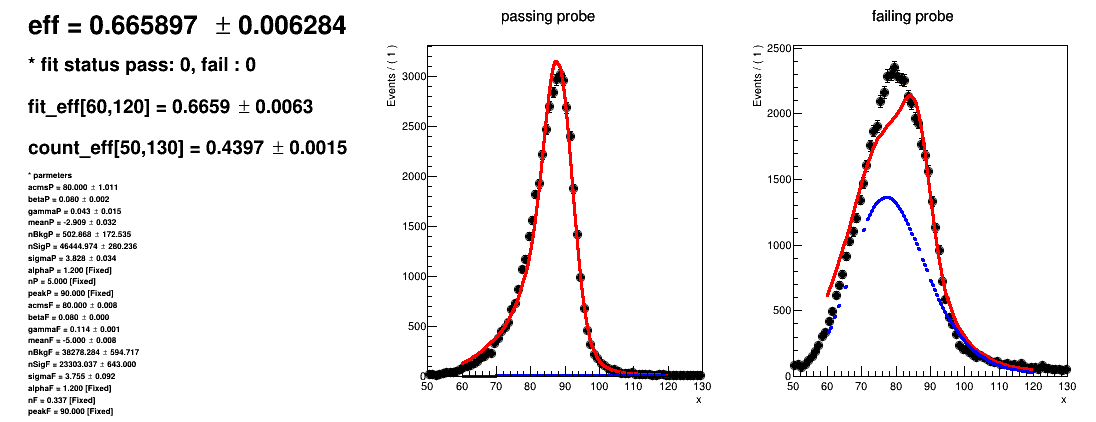 eff = 0.665897 ± 0.006284
* fit status pass: 0, fail : 0
fit_eff[60,120] = 0.6659 ± 0.0063
count_eff[50,130] = 0.4397 ± 0.0015
* parmeters
acmsP = 80.000 ± 1.011
betaP = 0.080 ± 0.002
gammaP = 0.043 ± 0.015
meanP = -2.909 ± 0.032
nBkgP = 502.868 ± 172.535
nSigP = 46444.974 ± 280.236
sigmaP = 3.828 ± 0.034
alphaP = 1.200 [Fixed]
nP = 5.000 [Fixed]
peakP = 90.000 [Fixed]
acmsF = 80.000 ± 0.008
betaF = 0.080 ± 0.000
gammaF = 0.114 ± 0.001
meanF = -5.000 ± 0.008
nBkgF = 38278.284 ± 594.717
nSigF = 23303.037 ± 643.000
sigmaF = 3.755 ± 0.092
alphaF = 1.200 [Fixed]
nF = 0.337 [Fixed]
peakF = 90.000 [Fixed]
passing probe
Events / ( 1 )
3000
2500
2000
1500
1000
500
0
50 60 70 80 90 100 110 120 130
x
failing probe
Events / ( 1 )
2500
2000
1500
1000
500
0
50 60 70 80 90 100 110 120 130
x